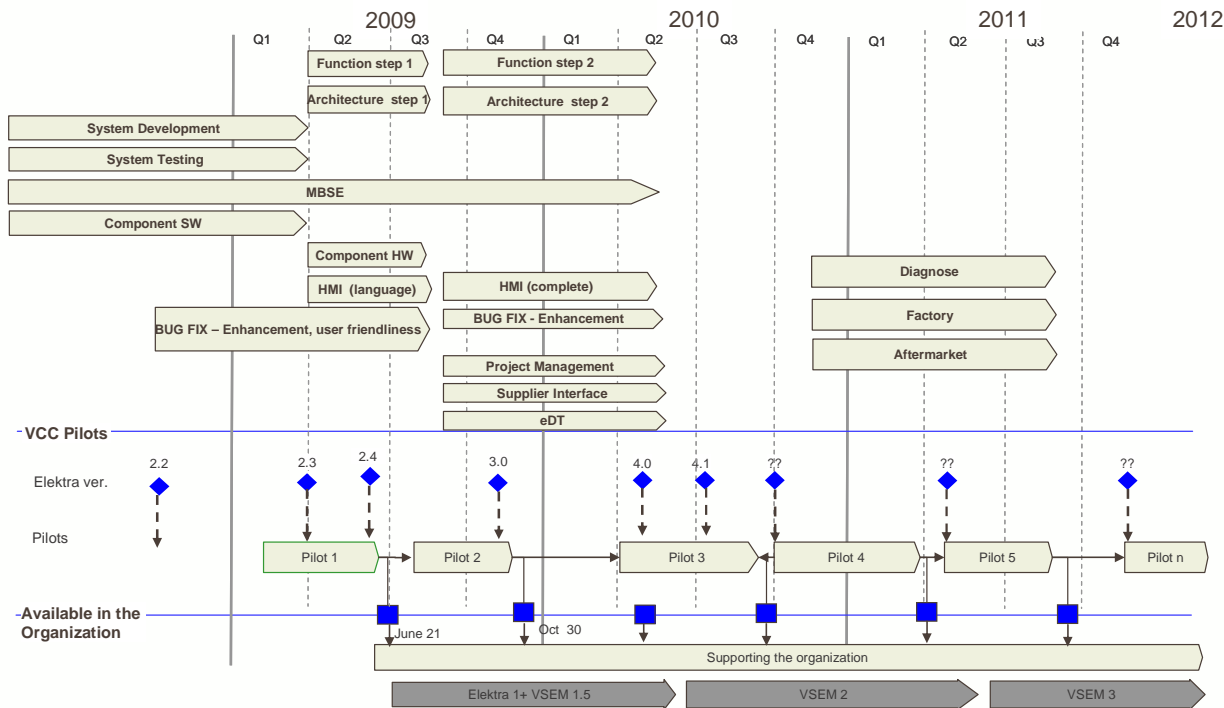 2009
2010
2011
2012
Q1
Q2
Q3
Q4
Q1
Q2
Q3
Q4
Q1
Q2
Q3
Q4
Function step 1
Function step 2
Architecture step 1
Architecture step 2
System Development
System Testing
MBSE
Component SW
Component HW
Diagnose
HMI (language)
HMI (complete)
Factory
BUG FIX – Enhancement, user friendliness
BUG FIX - Enhancement
Aftermarket
Project Management
Supplier Interface
eDT
VCC Pilots
2.2
2.3
2.4
3.0
4.0
4.1
??
??
??
Elektra ver.
Pilots
Pilot 1
Pilot 2
Pilot 3
Pilot 4
Pilot 5
Pilot n
Available in the
Organization
June 21
Oct 30
Supporting the organization
Elektra 1+ VSEM 1.5
VSEM 2
VSEM 3